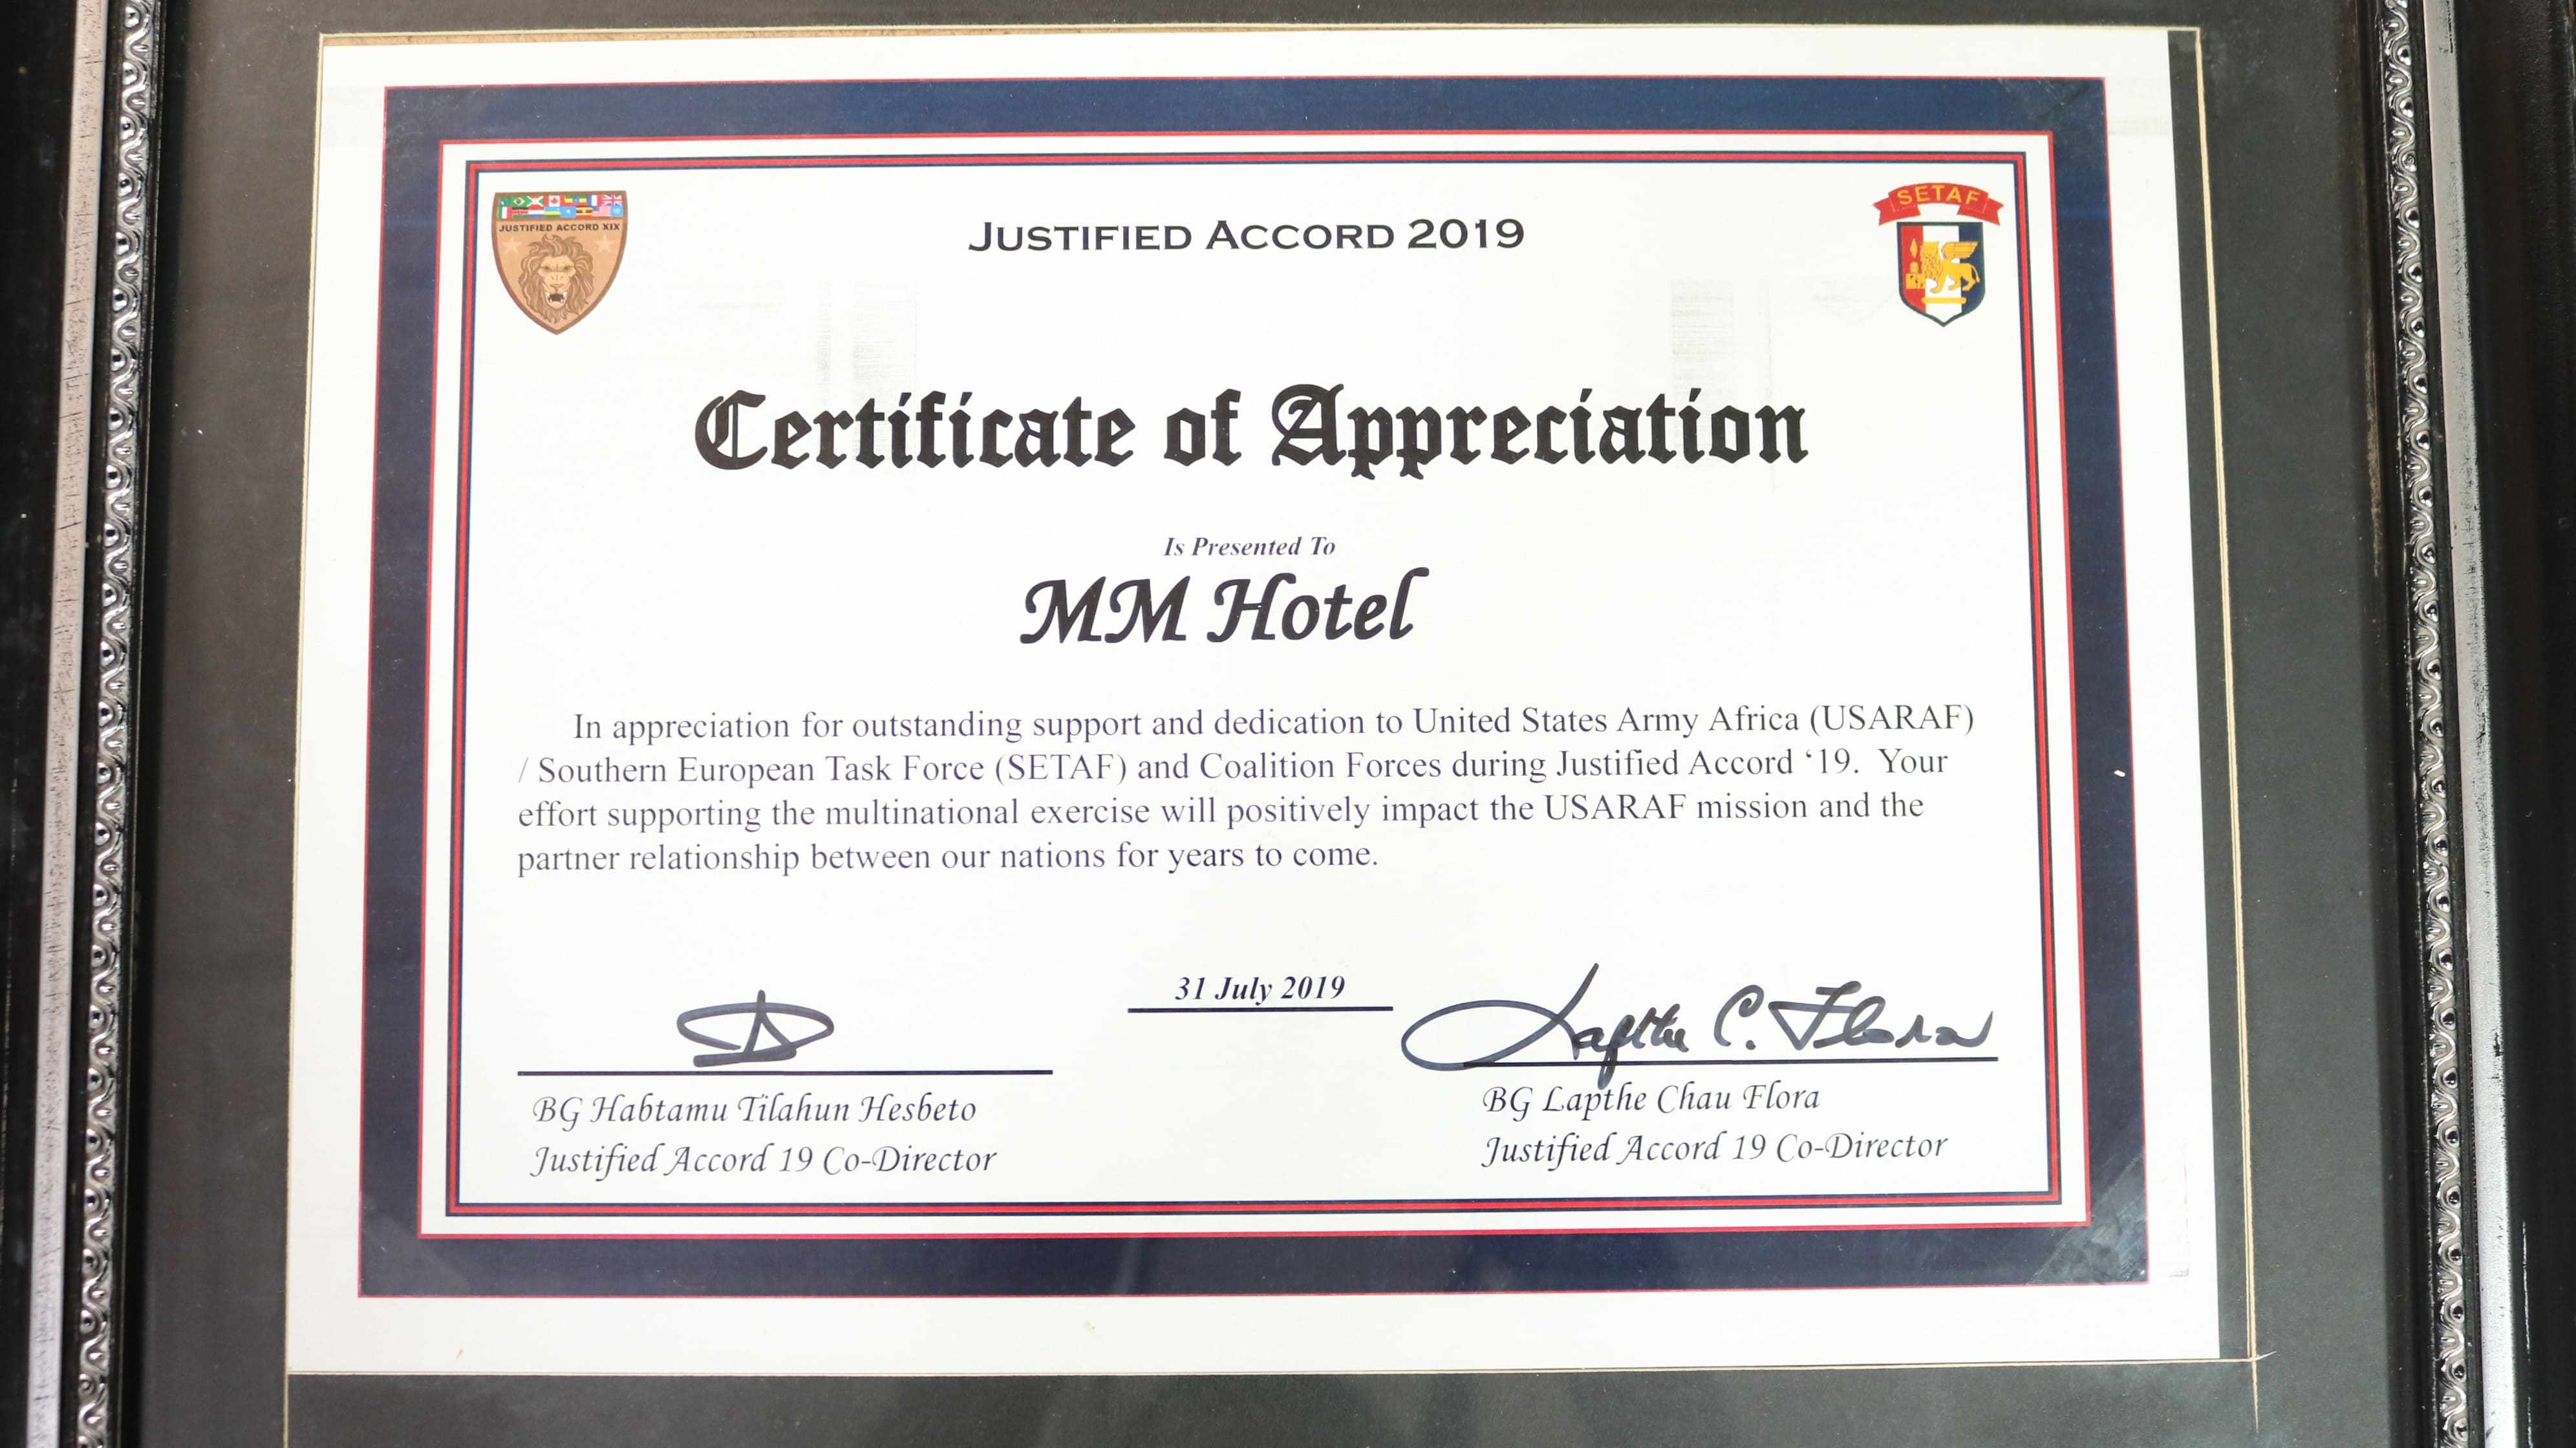 JUSTIFIED ACCORD XIX
SETAF
JUSTIFIED ACCORD 2019
Certificate of Appreciation
Is Presented To
MM Hotel
In appreciation for outstanding support and dedication to United States Army Africa (USARAF)
/ Southern European Task Force (SETAF) and Coalition Forces during Justified Accord ‘19.  Your
effort supporting the multinational exercise will positively impact the USARAF mission and the
partner relationship between our nations for years to come.
31 July 2019
Lapthe C. Flora
BG Habtamu Tilahun Hesbeto
Justified Accord 19 Co-Director
BG Lapthe Chau Flora
Justified Accord 19 Co-Director